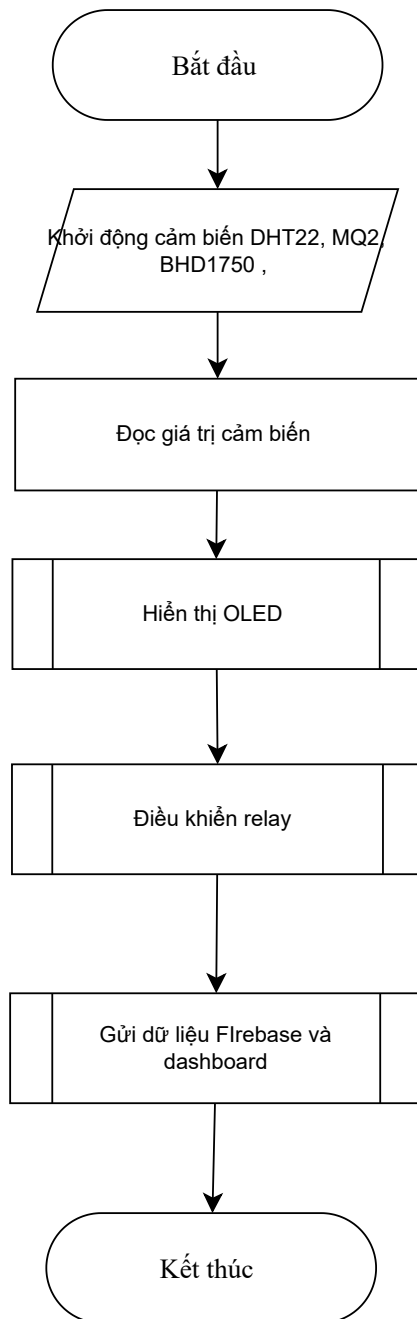 Bắt đầu
Khởi động cảm biến DHT22, MQ2,
BHD1750 ,
Đọc giá trị cảm biến
Hiển thị OLED
Điều khiển relay
Gửi dữ liệu FIrebase và
dashboard
Kết thúc